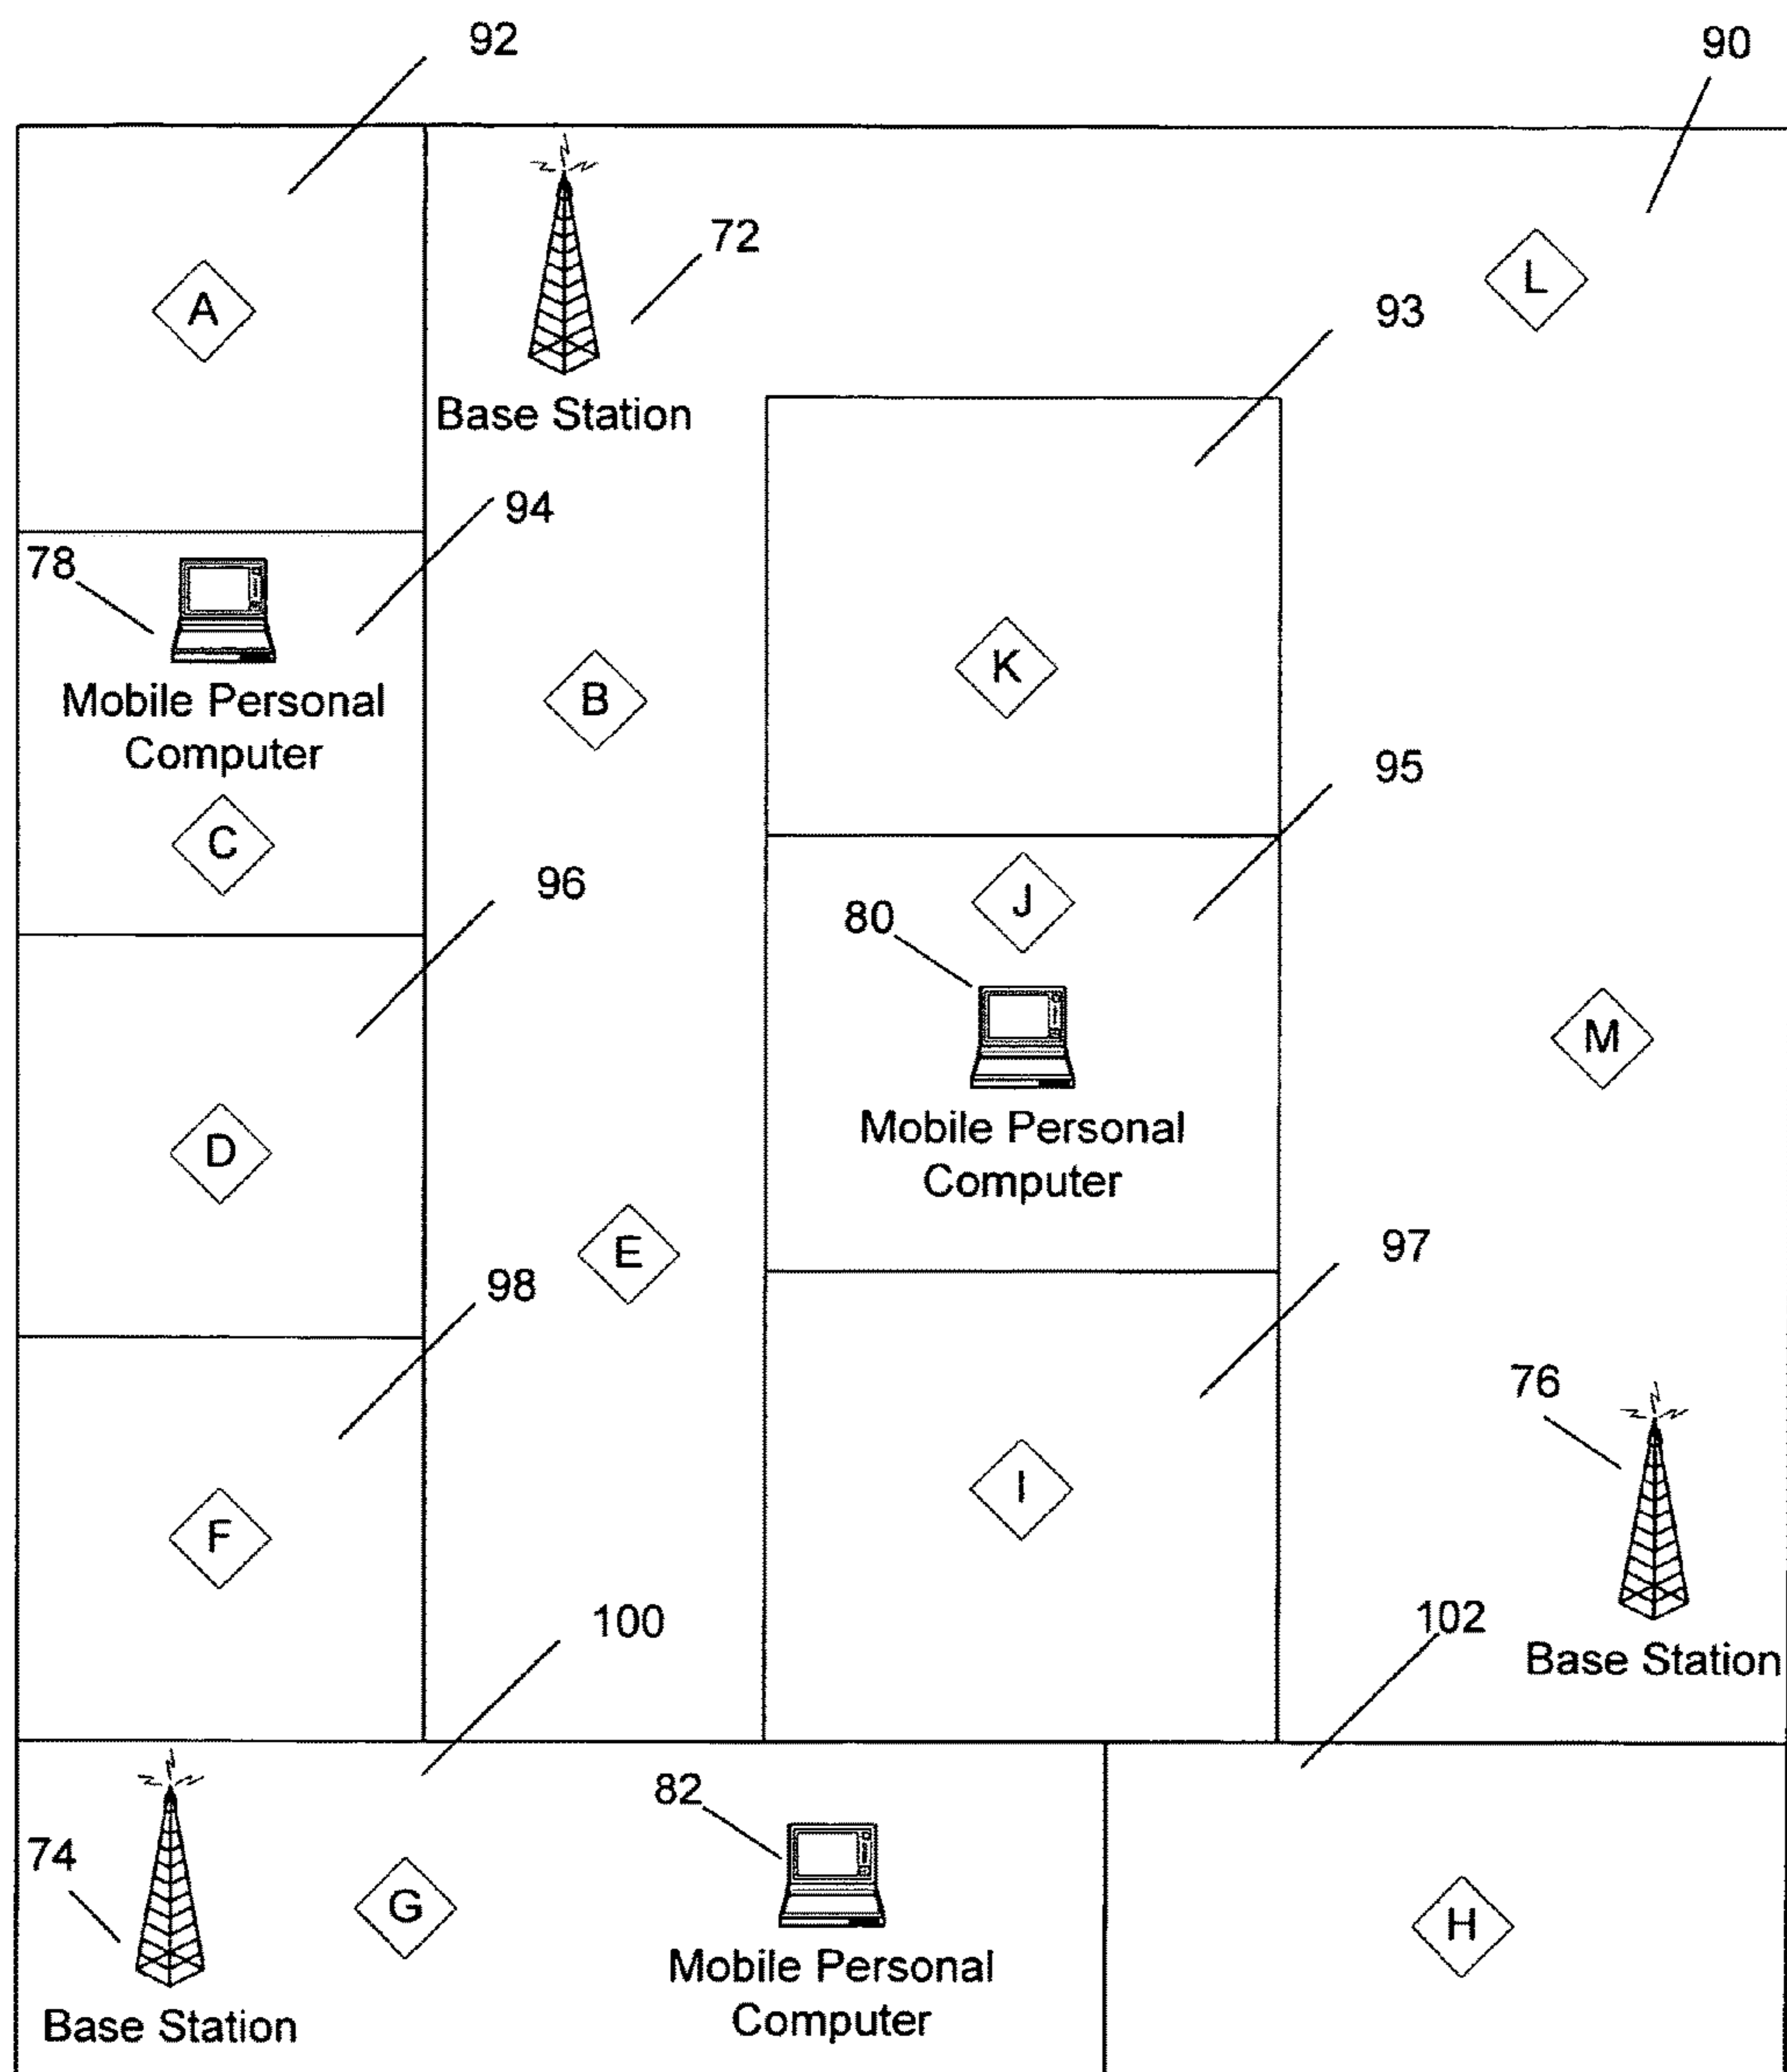 92
90
72
L
A
93
Base Station
94
78
K
Mobile Personal
Computer
B
95
C
96
J
80
M
Mobile Personal
Computer
D
97
E
98
76
I
F
102
100
Base Station
82
74
G
H
Mobile Personal
Computer
Base Station